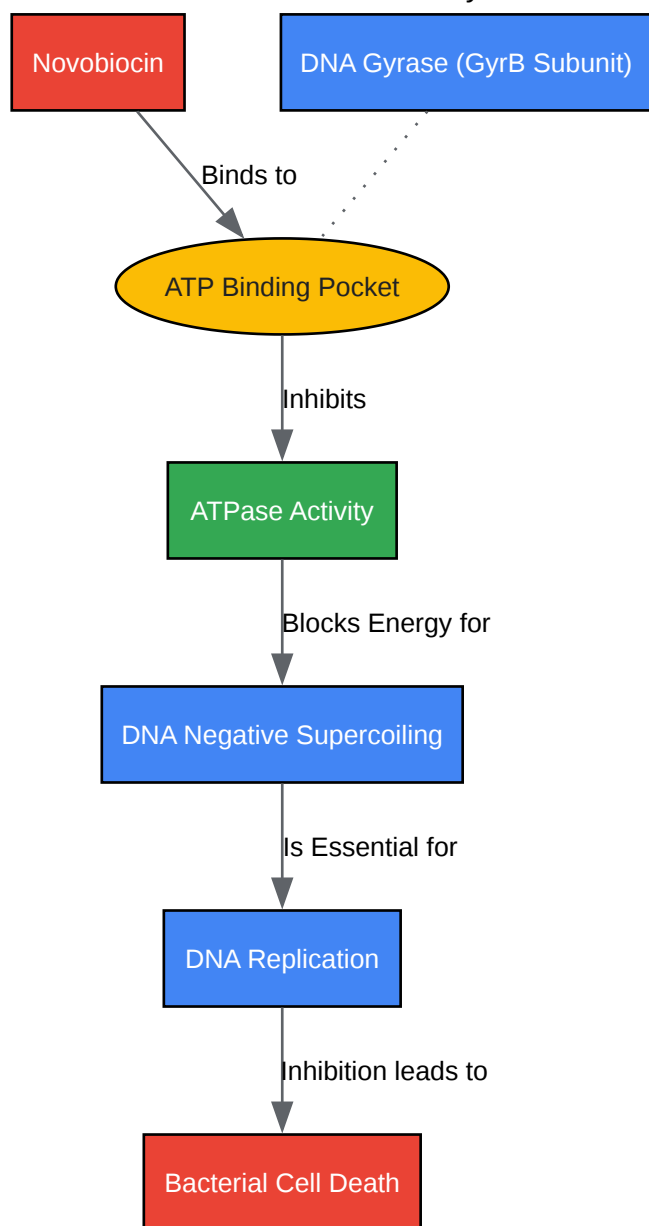 Novobiocin
DNA Gyrase (GyrB Subunit)
Binds to
ATP Binding Pocket
Inhibits
ATPase Activity
Blocks Energy for
DNA Negative Supercoiling
Is Essential for
DNA Replication
Inhibition leads to
Bacterial Cell Death